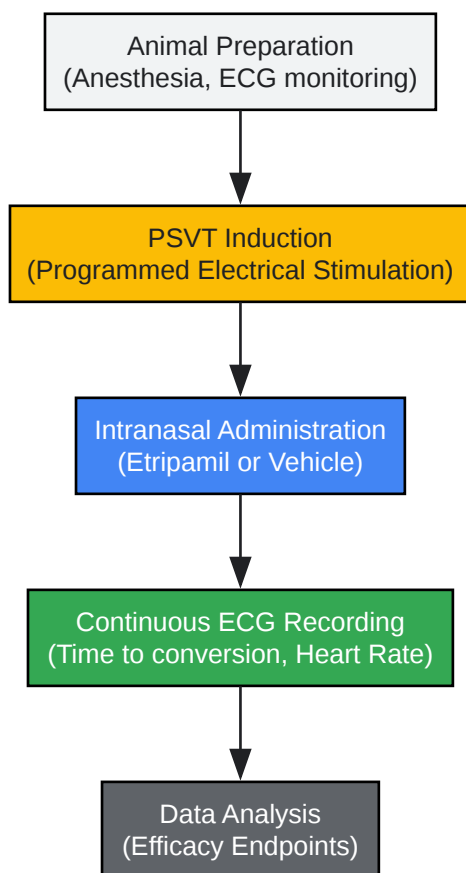 Animal Preparation
(Anesthesia, ECG monitoring)
PSVT Induction
(Programmed Electrical Stimulation)
Intranasal Administration
(Etripamil or Vehicle)
Continuous ECG Recording
(Time to conversion, Heart Rate)
Data Analysis
(Efficacy Endpoints)